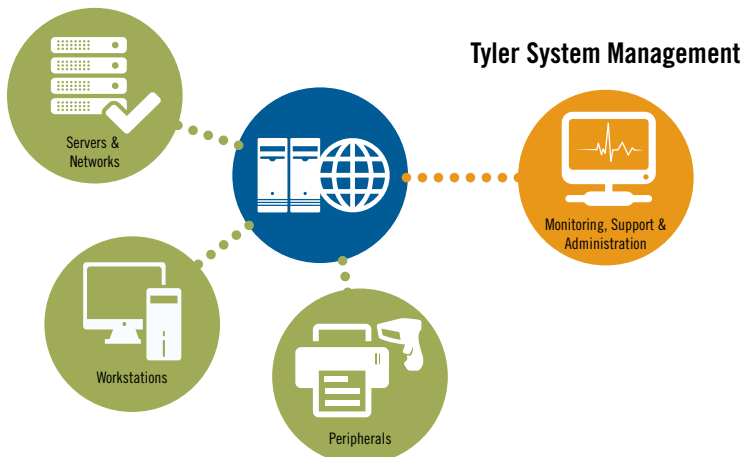 Tyler System Management
Servers &
Networks
Monitoring, Support &
Administration
Workstations
Peripherals